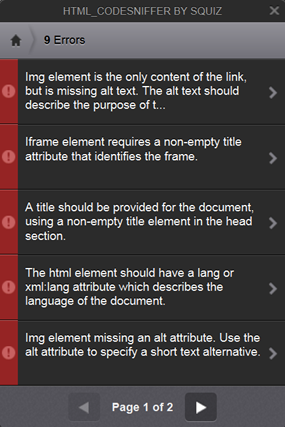 HTML_CODESNIFFER BY SQUIZ
9 Errors
Img element is the only content of the link,
but is missing alt text. The alt text should
describe the purpose of t...
Iframe element requires a non-empty title
attribute that identifies the frame.
A title should be provided for the document,
using a non-empty title element in the head
section.
The html element should have a lang or
xml:lang attribute which describes the
language of the document.
Img element missing an alt attribute. Use the
alt attribute to specify a short text alternative.
Page 1 of 2